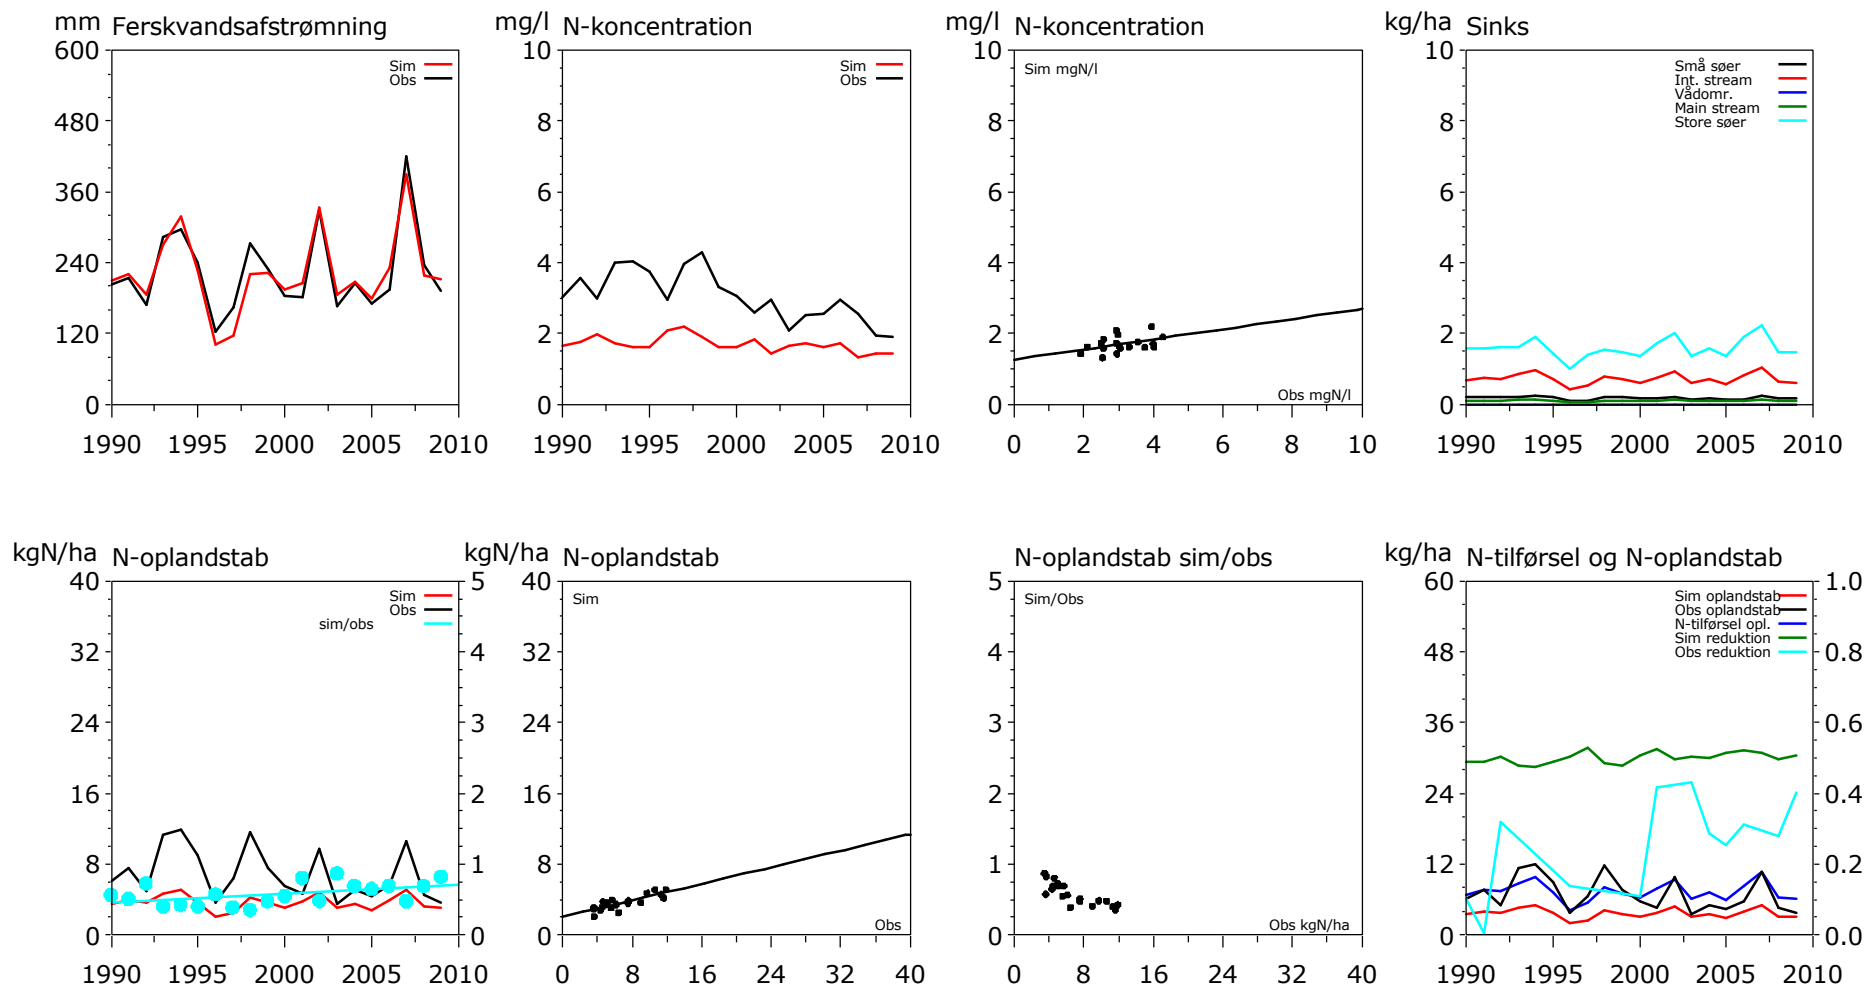 mm Ferskvandsafstrømning
600
480
360
240
120
0
1990 1995 2000 2005 2010
Sim
Obs
mg/l N-koncentration
10
8
6
4
2
0
1990 1995 2000 2005 2010
Sim
Obs
mg/l N-koncentration
10
8
6
4
2
0
0 2 4 6 8 10
Sim mgN/l
Obs mgN/l
kg/ha Sinks
10
8
6
4
2
0
1990 1995 2000 2005 2010
Små søer
Int. stream
Vådomr.
Main stream
Store søer
kgN/ha N-oplandstab
40
32
24
16
8
0
1990 1995 2000 2005 2010
5
4
3
2
1
0
Sim
Obs
sim/obs
kgN/ha N-oplandstab
40
32
24
16
8
0
0 8 16 24 32 40
Sim
Obs
N-oplandstab sim/obs
5
4
3
2
1
0
0 8 16 24 32 40
Sim/Obs
Obs kgN/ha
kg/ha N-tilførsel og N-oplandstab
60
48
36
24
12
0
1990 1995 2000 2005 2010
1.0
0.8
0.6
0.4
0.2
0.0
Sim oplandstab
Obs oplandstab
N-tilførsel opl.
Sim reduktion
Obs reduktion